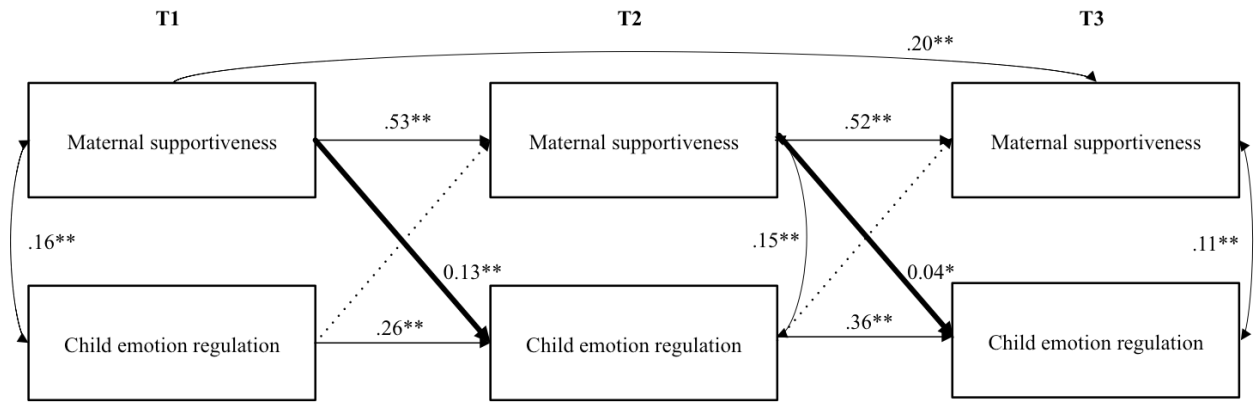 T1
T2
T3
.20**
Maternal supportiveness
.53**
Maternal supportiveness
.52**
Maternal supportiveness
.16**
.15**
.11**
0.13**
0.04*
Child emotion regulation
.26**
Child emotion regulation
.36**
Child emotion regulation